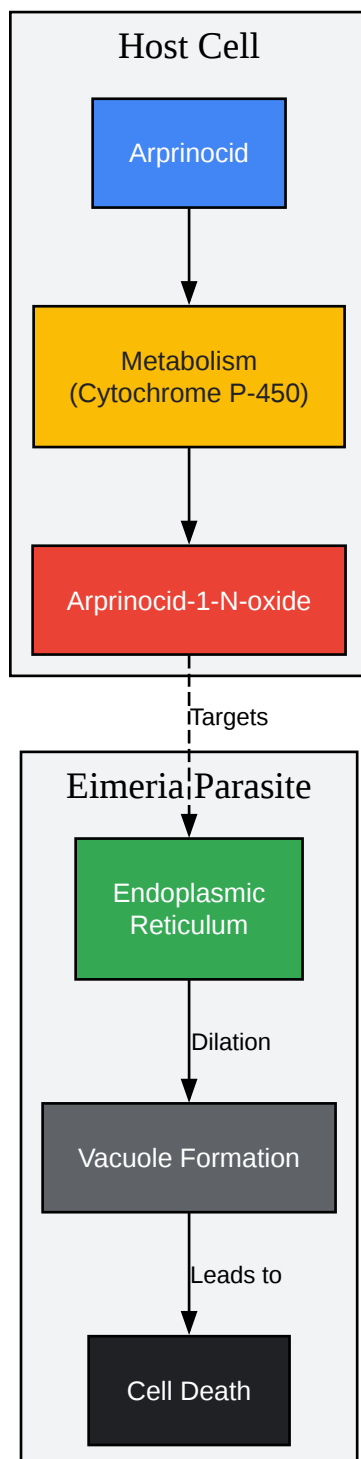 Host Cell
Arprinocid
Metabolism
(Cytochrome P-450)
Arprinocid-1-N-oxide
Targets
Eimeria Parasite
Endoplasmic
Reticulum
Dilation
Vacuole Formation
Leads to
Cell Death